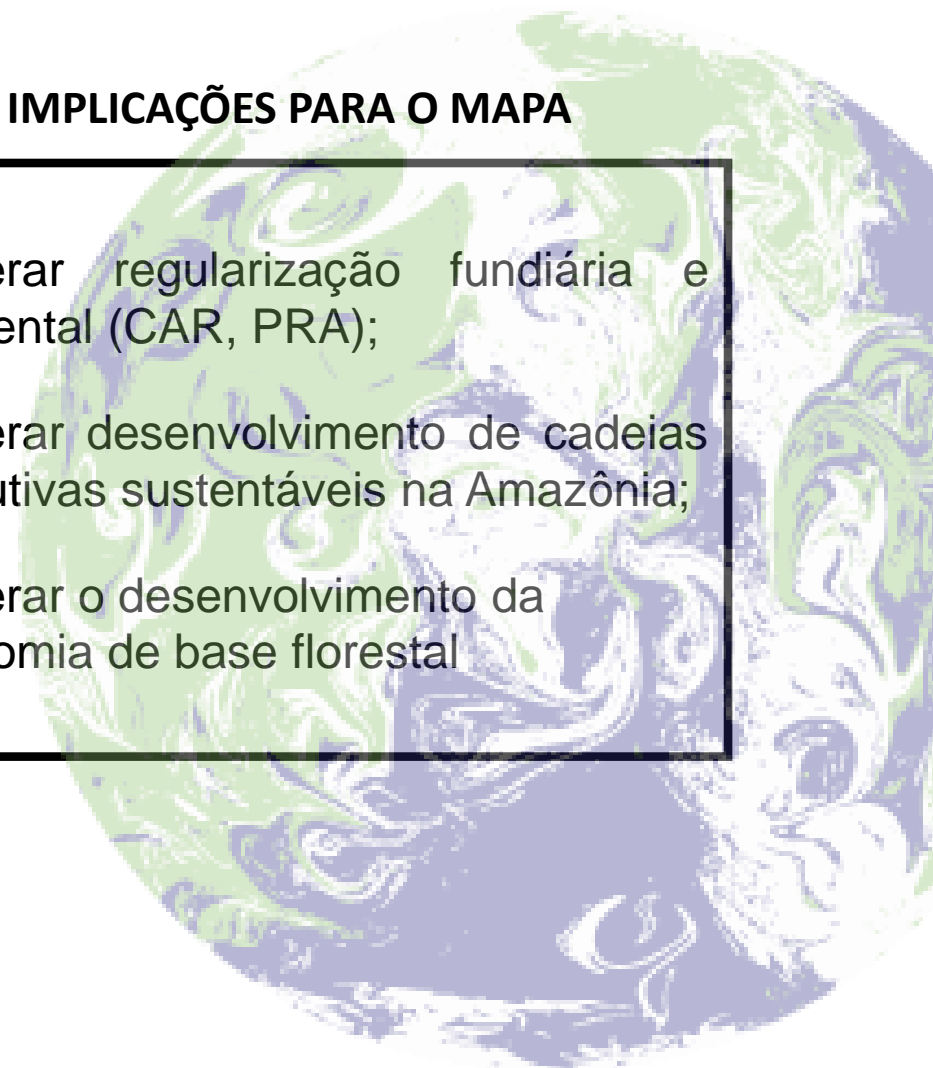 IMPLICAÇÕES PARA O MAPA
erar regularização fundiária e
ental (CAR, PRA);
erar desenvolvimento de cadeias
utivas sustentáveis na Amazônia;
erar o desenvolvimento da
omia de base florestal